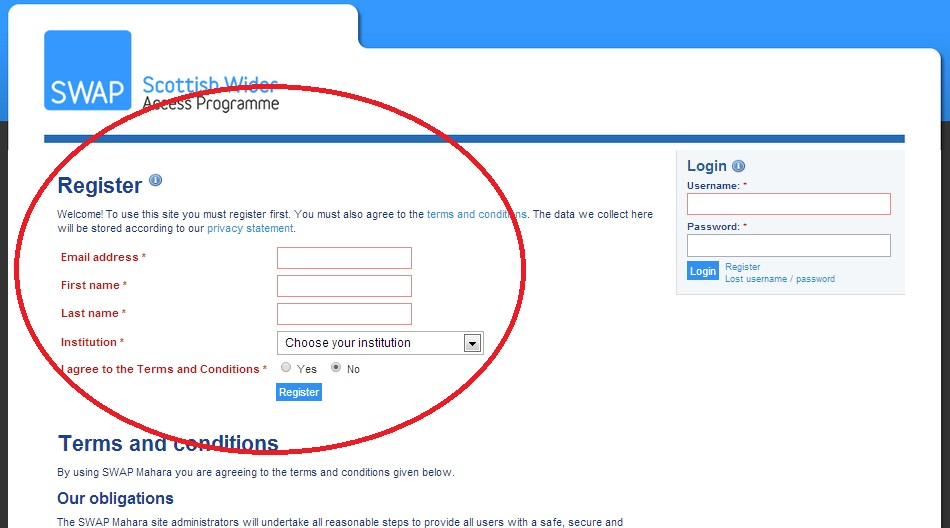 SWAP
Scottish Wider
Access Programme
Register
Welcome! To use this site you must register first. You must also agree to the terms and conditions. The data we collect here
will be stored according to our privacy statement.
Email address *
First name *
Last name *
Institution * Choose your institution
I agree to the Terms and Conditions * Yes No
Register
Terms and conditions
By using SWAP Mahara you are agreeing to the terms and conditions given below.
Our obligations
The SWAP Mahara site administrators will undertake all reasonable steps to provide all users with a safe, secure and
Login
Username: *
Password: *
Login Register
Lost username / password